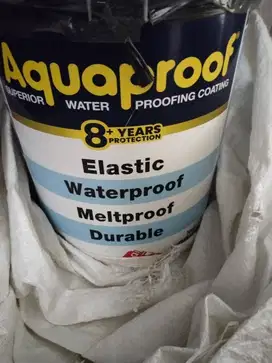 Aquaproof
SUPERIOR WATER PROOFING COATING
8+ YEARS
PROTECTION
Elastic
Waterproof
Meltproof
Durable